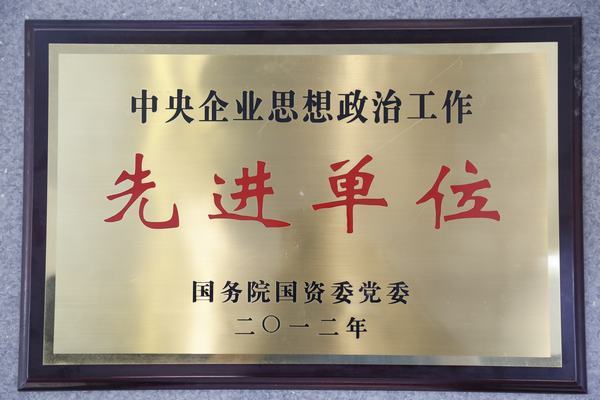 中央企业思想政治工作
先进单位
国务院国资委党委
二〇一二年